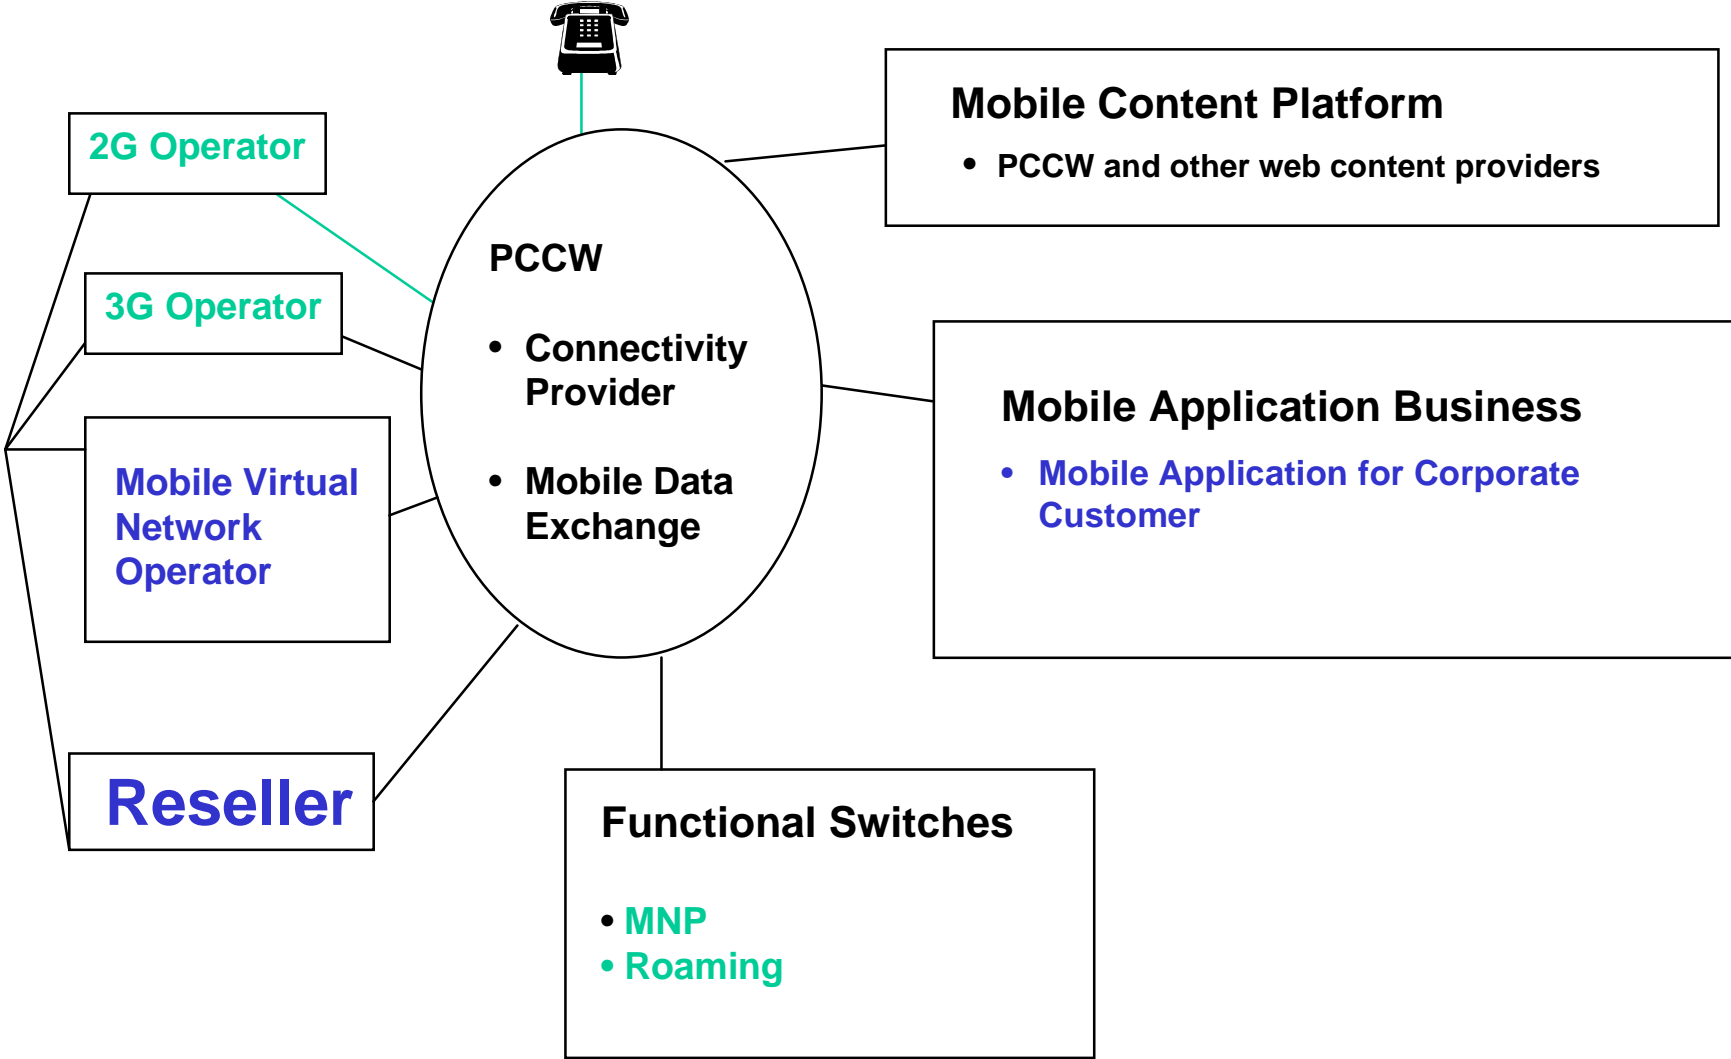 2G Operator
3G Operator
Mobile Virtual
Network
Operator
Reseller
PCCW
• Connectivity
Provider
• Mobile Data
Exchange
Mobile Content Platform
• PCCW and other web content providers
Mobile Application Business
• Mobile Application for Corporate
Customer
Functional Switches
• MNP
• Roaming